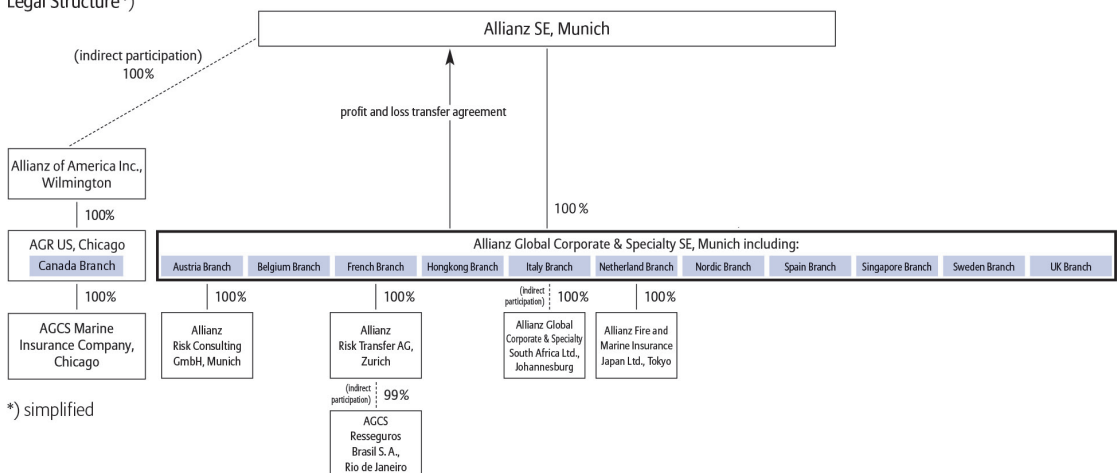 Legal Structure *)
Allianz SE, Munich
(indirect participation)
100%
profit and loss transfer agreement
Allianz of America Inc.,
Wilmington
100%
100 %
AGR US, Chicago
Canada Branch
Allianz Global Corporate & Specialty SE, Munich including:
Austria Branch
Belgium Branch
French Branch
Hongkong Branch
Italy Branch
Netherland Branch
Nordic Branch
Spain Branch
Singapore Branch
Sweden Branch
UK Branch
100%
100%
100%
(indirect
participation)
100%
100%
AGCS Marine
Insurance Company,
Chicago
Allianz
Risk Consulting
GmbH, Munich
Allianz
Risk Transfer AG,
Zurich
Allianz Global
Corporate & Specialty
South Africa Ltd.,
Johannesburg
Allianz Fire and
Marine Insurance
Japan Ltd., Tokyo
(indirect
participation)
99%
*) simplified
AGCS
Resseguros
Brasil S. A.,
Rio de Janeiro